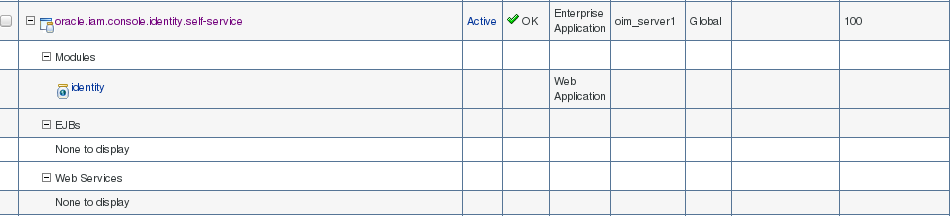 oracle.iam.console.identity.self-service Active OK Enterprise Application oim_server1 Global 100
Modules
identity Web Application
EJBs
None to display
Web Services
None to display